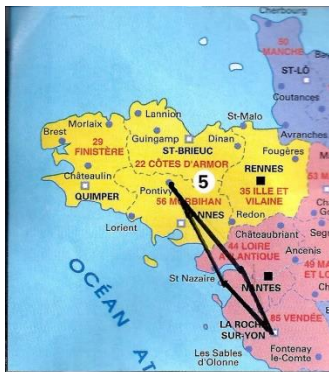 Cherbourg
50
MANCHE
ST-LÔ
Coutances
Avranches
Lannion
St-Malo
Morlaix
Guingamp
ST-BRIEUC
Dinan
Brest
29
FINISTÈRE
22 CÔTES D'ARMOR
Fougères
RENNES
Châteaulin
Pontivy
5
35 ILLE ET
VILAINE
QUIMPER
56 MORBIHAN
VANNES
Lorient
Redon
Châteaubriant
44 LOIRE
ATLANTIQUE
Ancenis
St Nazaire
NANTES
OCÉAN AT
LA ROCHE
SUR-YON
85 VENDÉE
Les Sables
d'Olonne
Fontenay
le-Comte